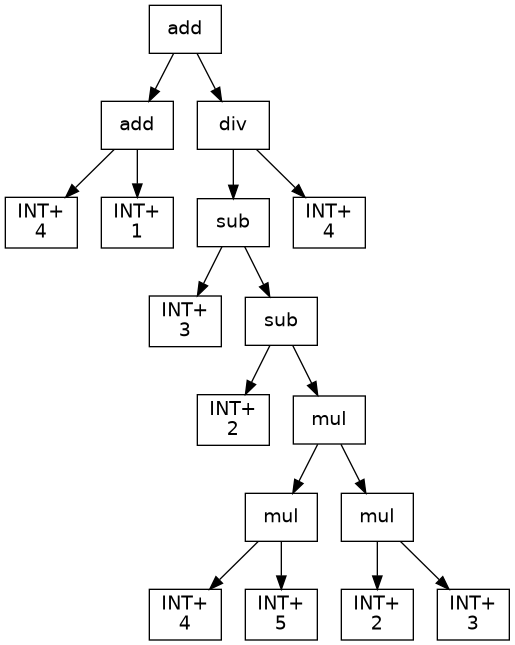 add
add
div
INT+
4
INT+
1
sub
INT+
4
INT+
3
sub
INT+
2
mul
mul
mul
INT+
4
INT+
5
INT+
2
INT+
3